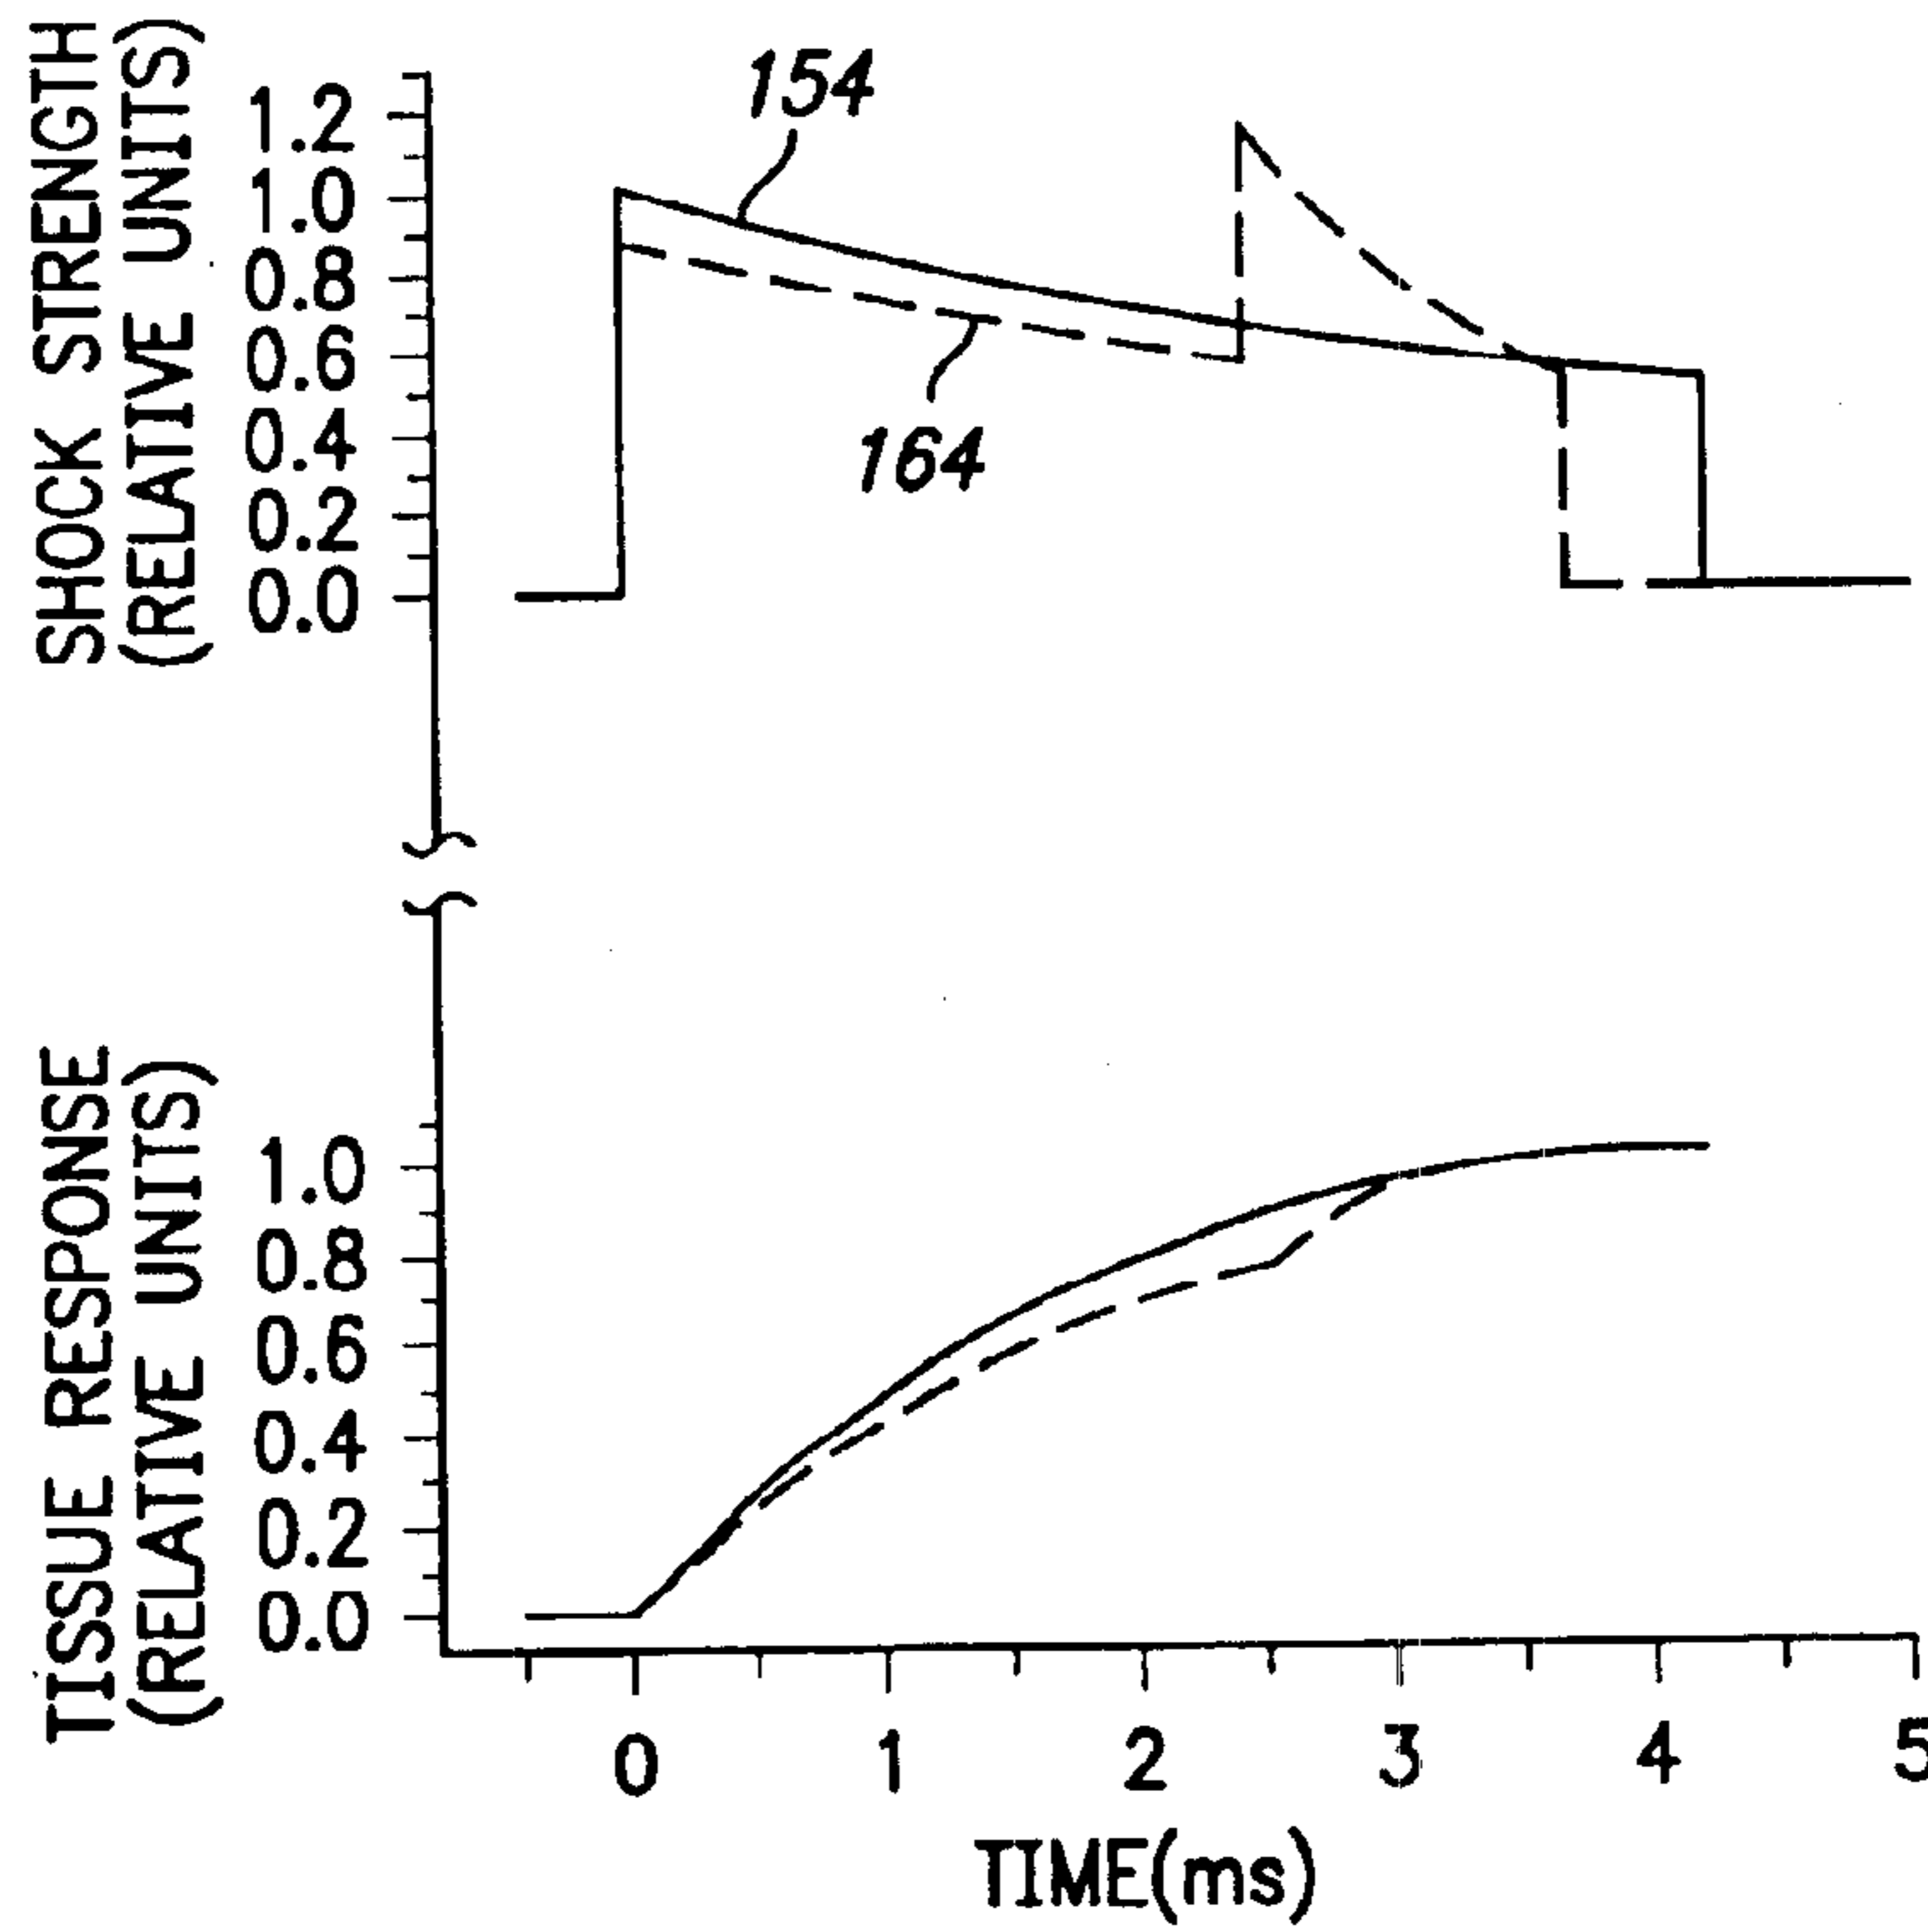 SHOCK STRENGTH
(RELATIVE UNITS)
1.2
1.0
0.8
0.6
0.4
0.2
0.0
154
164
TISSUE RESPONSE
(RELATIVE UNITS)
1.0
0.8
0.6
0.4
0.2
0.0
0 1 2 3 4 5
TIME(ms)